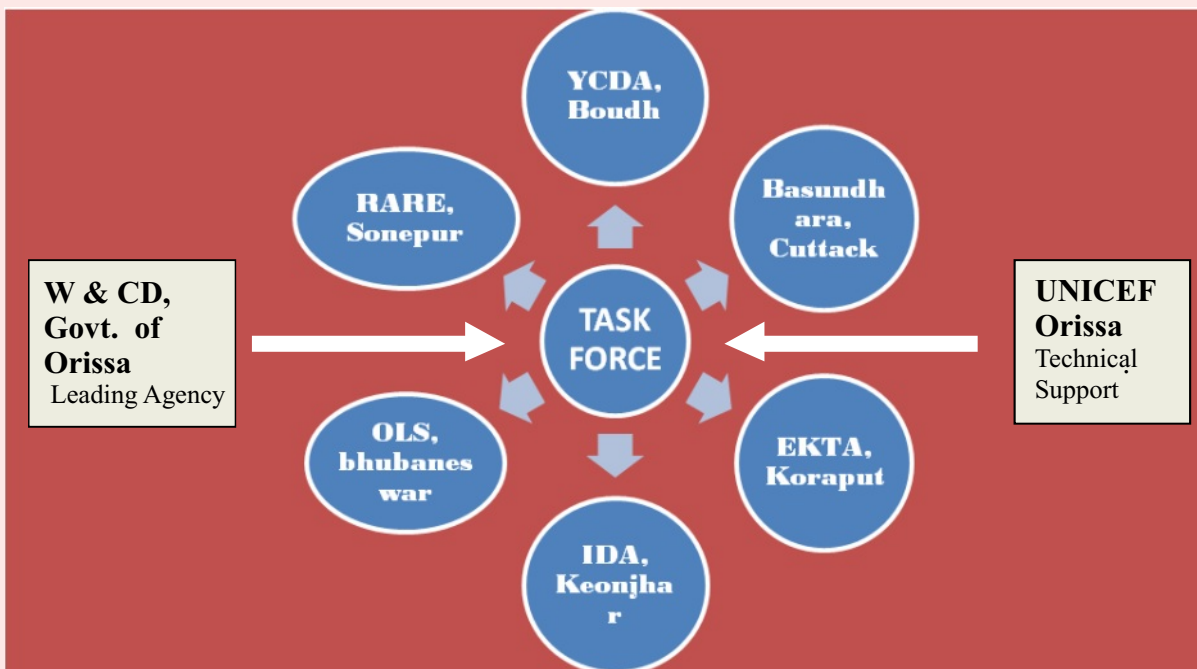 YCDA,
Boudh
RARE,
Sonepur
Basundh
ara,
Cuttack
W & CD,
Govt. of
Orissa
Leading Agency
TASK
FORCE
UNICEF
Orissa
Technical
Support
OLS,
bhubanes
war
EKTA,
Koraput
IDA,
Keonjha
r